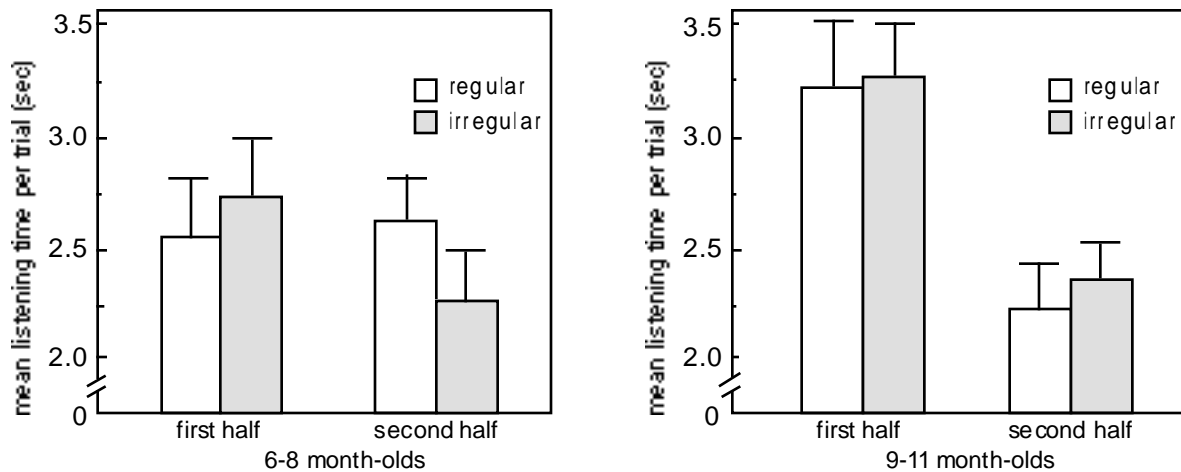 mean listening time per trial (sec)
3.5
3.0
2.5
2.0
0
regular
irregular
first half
second half
6-8 month-olds
mean listening time per trial (sec)
3.5
3.0
2.5
2.0
0
regular
irregular
first half
second half
9-11 month-olds